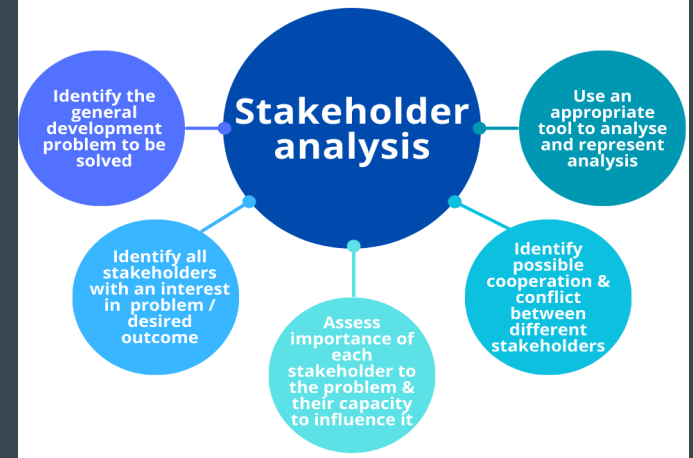 Stakeholder
analysis
Identify the
general
development
problem to be
solved
Identify all
stakeholders
with an interest
in problem /
desired
outcome
Assess
importance of
each
stakeholder to
the problem &
their capacity
to influence it
Identify
possible
cooperation &
conflict
between
different
stakeholders
Use an
appropriate
tool to analyse
and represent
analysis